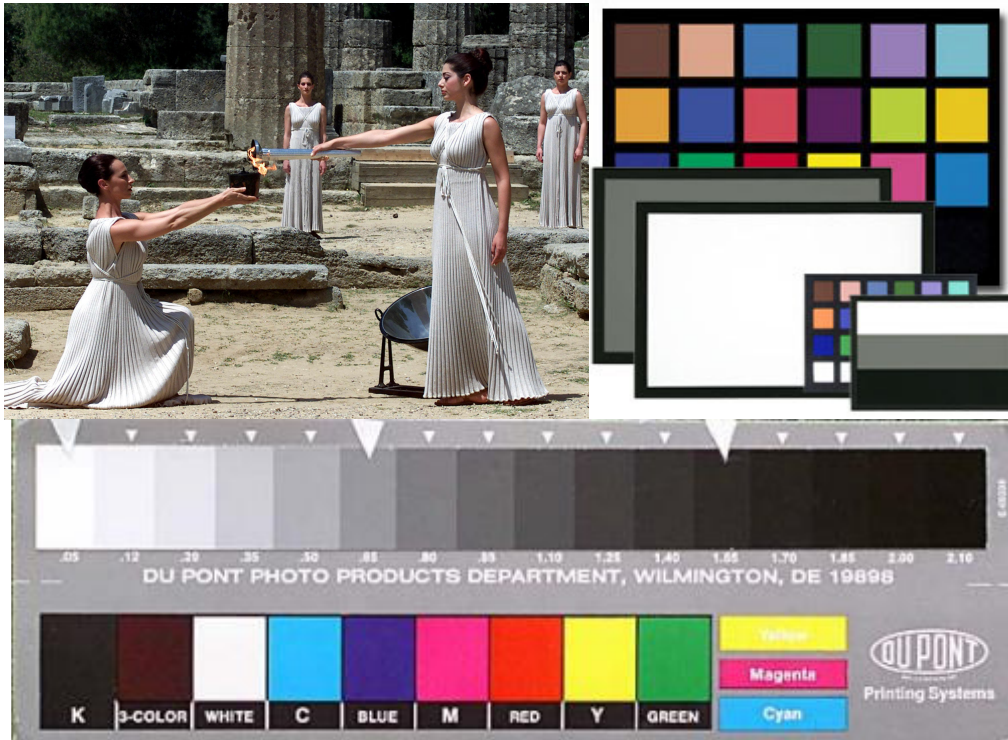 .05 .12 .20 .35 .50 .65 .80 .95 1.10 1.25 1.40 1.55 1.70 1.85 2.00 2.10
DU PONT PHOTO PRODUCTS DEPARTMENT, WILMINGTON, DE 19898
K 3-COLOR WHITE C BLUE M RED Y GREEN
Yellow
Magenta
Cyan
DU PONT
Printing Systems